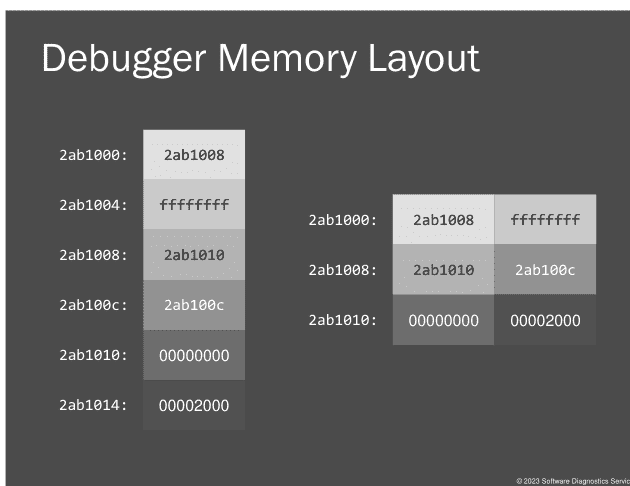 Debugger Memory Layout
2ab1000: 2ab1008
2ab1004: ffffffff
2ab1008: 2ab1010
2ab100c: 2ab100c
2ab1010: 00000000
2ab1014: 00002000
2ab1000: 2ab1008 ffffffff
2ab1008: 2ab1010 2ab100c
2ab1010: 00000000 00002000
© 2023 Software Diagnostics Servic